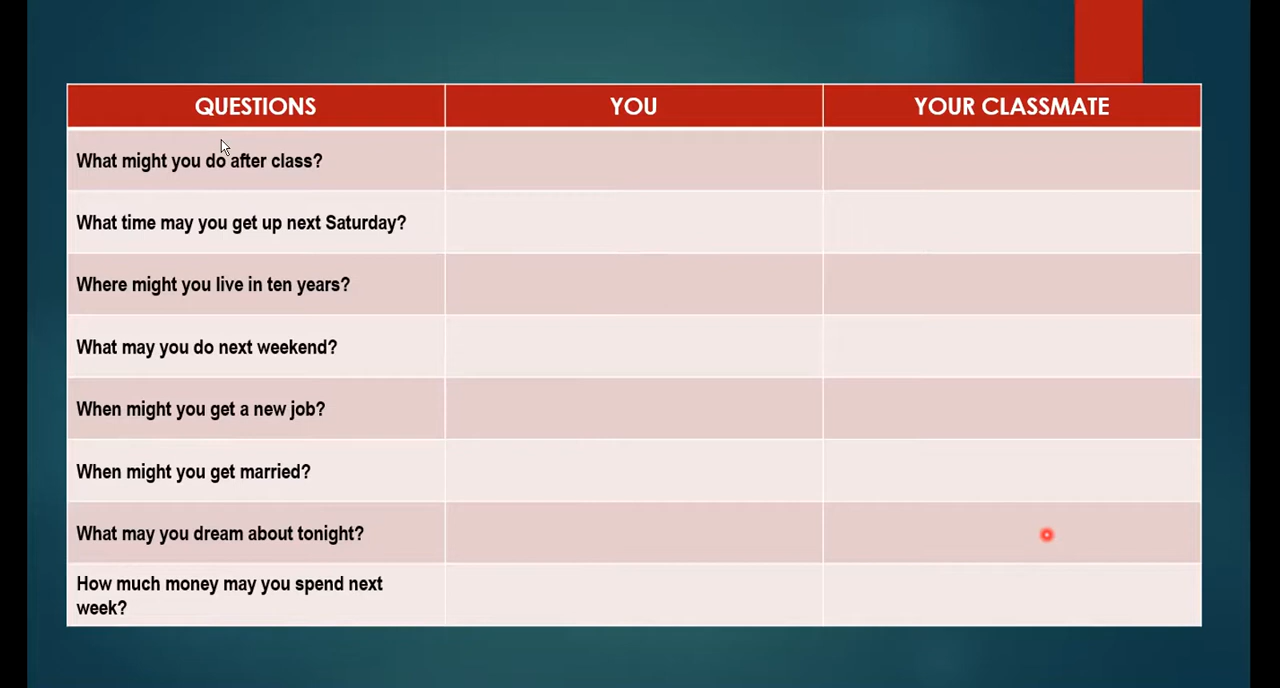 QUESTIONS
YOU
YOUR CLASSMATE
What might you do after class?
What time may you get up next Saturday?
Where might you live in ten years?
What may you do next weekend?
When might you get a new job?
When might you get married?
What may you dream about tonight?
How much money may you spend next
week?